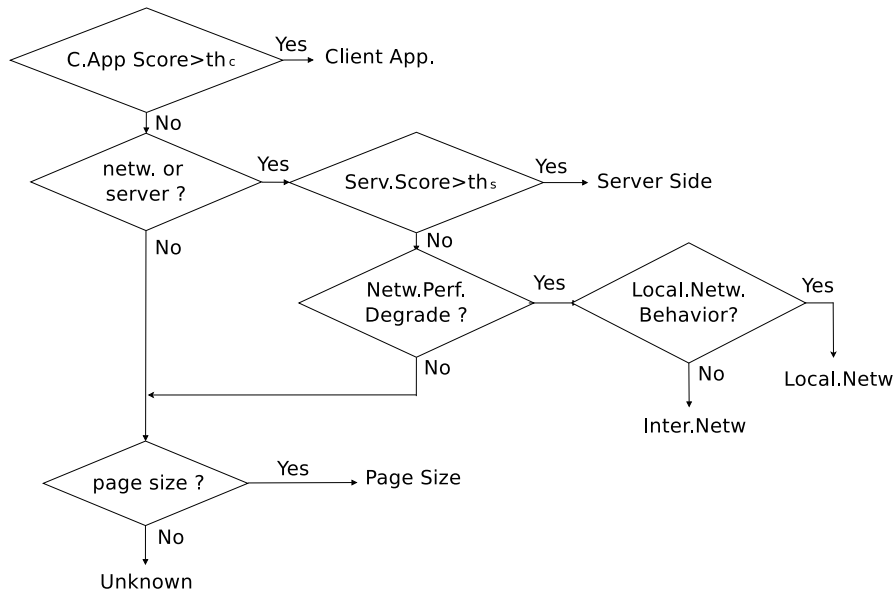 C.App Score>thc
Yes
Client App.
No
netw. or
server ?
Yes
Serv.Score>ths
Yes
Server Side
No
No
Netw.Perf.
Degrade ?
Yes
Local.Netw.
Behavior?
Yes
No
No
Local.Netw
Inter.Netw
page size ?
Yes
Page Size
No
Unknown